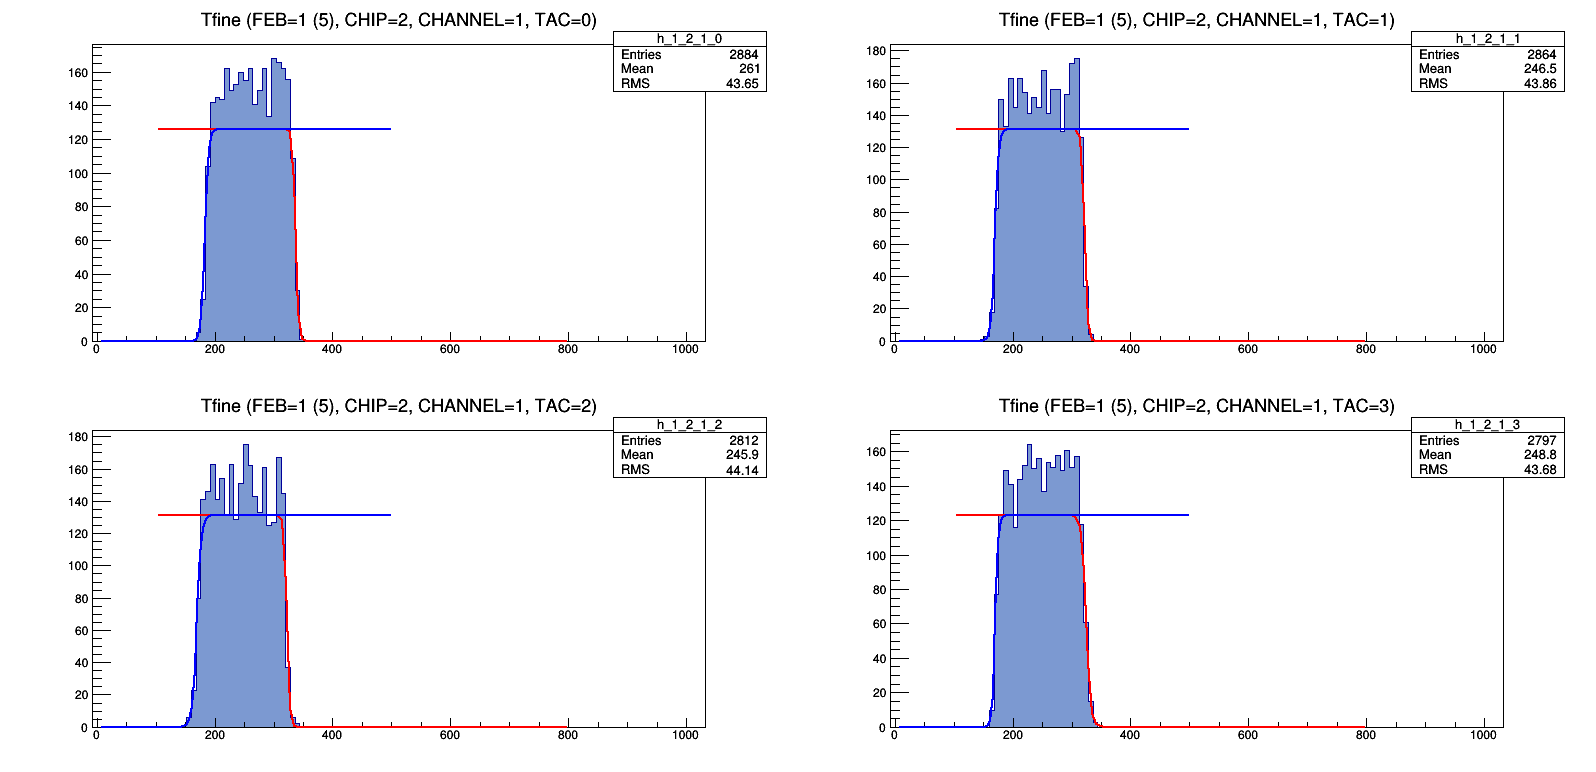 Tfine (FEB=1 (5), CHIP=2, CHANNEL=1, TAC=0)
h_1_2_1_0
Entries 2884
Mean 261
RMS 43.65
160
140
120
100
80
60
40
20
0
0 200 400 600 800 1000
Tfine (FEB=1 (5), CHIP=2, CHANNEL=1, TAC=1)
h_1_2_1_1
Entries 2864
Mean 246.5
RMS 43.86
180
160
140
120
100
80
60
40
20
0
0 200 400 600 800 1000
Tfine (FEB=1 (5), CHIP=2, CHANNEL=1, TAC=2)
h_1_2_1_2
Entries 2812
Mean 245.9
RMS 44.14
180
160
140
120
100
80
60
40
20
0
0 200 400 600 800 1000
Tfine (FEB=1 (5), CHIP=2, CHANNEL=1, TAC=3)
h_1_2_1_3
Entries 2797
Mean 248.8
RMS 43.68
160
140
120
100
80
60
40
20
0
0 200 400 600 800 1000